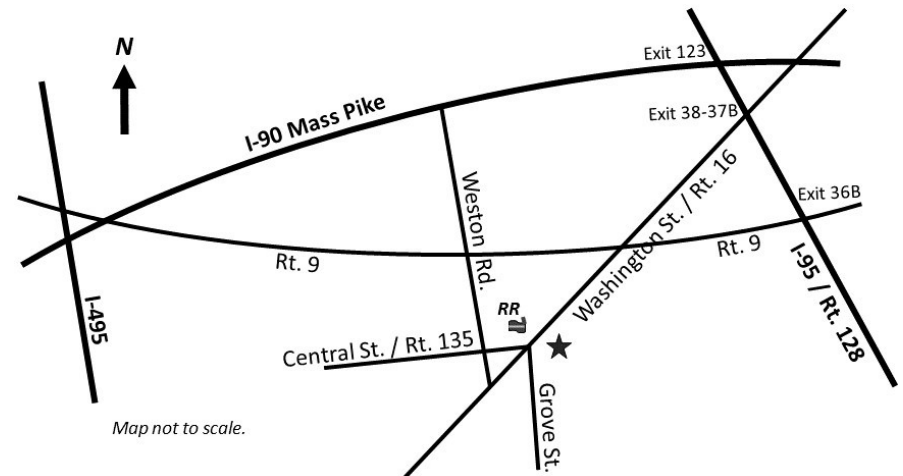 N
Exit 123
I-90 Mass Pike
Exit 38-37B
Weston Rd.
Washington St. / Rt. 16
Exit 36B
Rt. 9
Rt. 9
I-95 / Rt. 128
I-495
RR
Central St. / Rt. 135
Grove St.
Map not to scale.